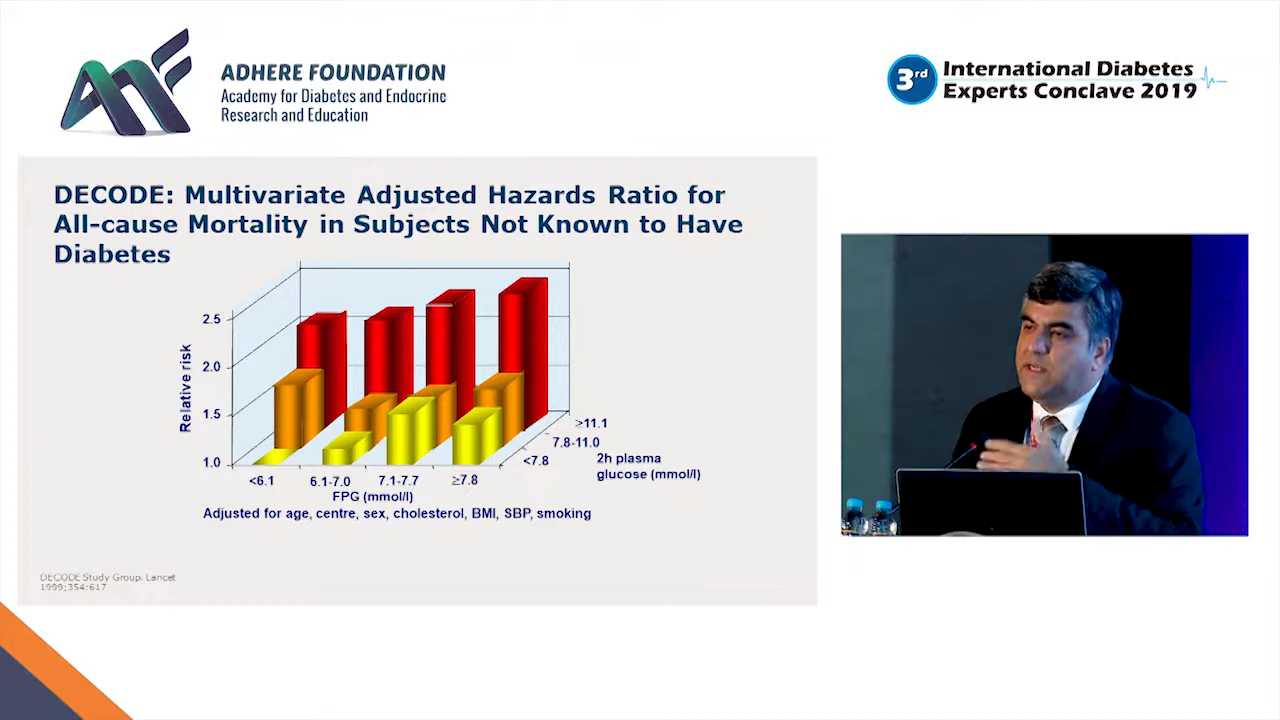 ADHERE FOUNDATION
Academy for Diabetes and Endocrine
Research and Education
3rd
International Diabetes
Experts Conclave 2019
DECODE: Multivariate Adjusted Hazards Ratio for
All-cause Mortality in Subjects Not Known to Have
Diabetes
Relative risk
2.5
2.0
1.5
1.0
<6.1
6.1-7.0
7.1-7.7
≥7.8
FPG (mmol/l)
≥11.1
7.8-11.0
<7.8
2h plasma
glucose (mmol/l)
Adjusted for age, centre, sex, cholesterol, BMI, SBP, smoking
DECODE Study Group. Lancet
1999;354:617